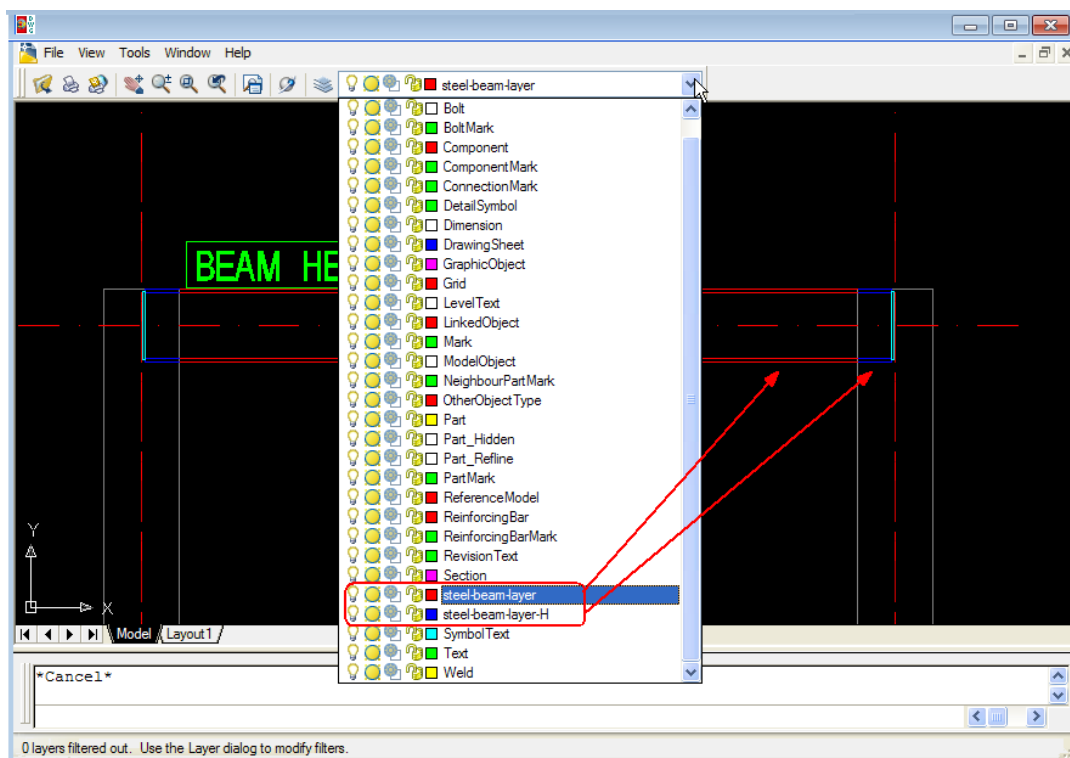 DWG
File View Tools Window Help
steel-beam-layer
Bolt
BoltMark
Component
ComponentMark
ConnectionMark
DetailSymbol
Dimension
DrawingSheet
GraphicObject
Grid
LevelText
LinkedObject
Mark
ModelObject
NeighbourPartMark
OtherObjectType
Part
Part_Hidden
Part_Refline
PartMark
ReferenceModel
ReinforcingBar
ReinforcingBarMark
RevisionText
Section
steel-beam-layer
steel-beam-layer-H
SymbolText
Text
Weld
BEAM HE
Y
X
Model Layout1
*Cancel*
0 layers filtered out. Use the Layer dialog to modify filters.